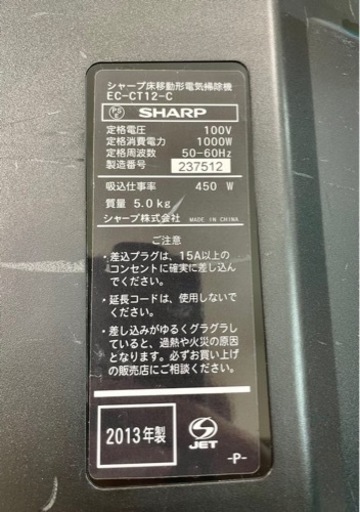 シャープ床移動形電気掃除機
EC-CT12-C
SHARP
定格電圧 100V
定格消費電力 1000W
定格周波数 50-60Hz
製造番号 237512
吸込仕事率 450 W
質量 5.0kg
シャープ株式会社 MADE IN CHINA
ご注意
・差込プラグは、15A以上の
コンセントに確実に差し込ん
でください。
・延長コードは、使用しないで
ください。
・差し込みがゆるくグラグラし
ていると、過熱や火災の原因
となります。必ずお買い上げ
の販売店にご相談ください。
2013年製
JET
-P-